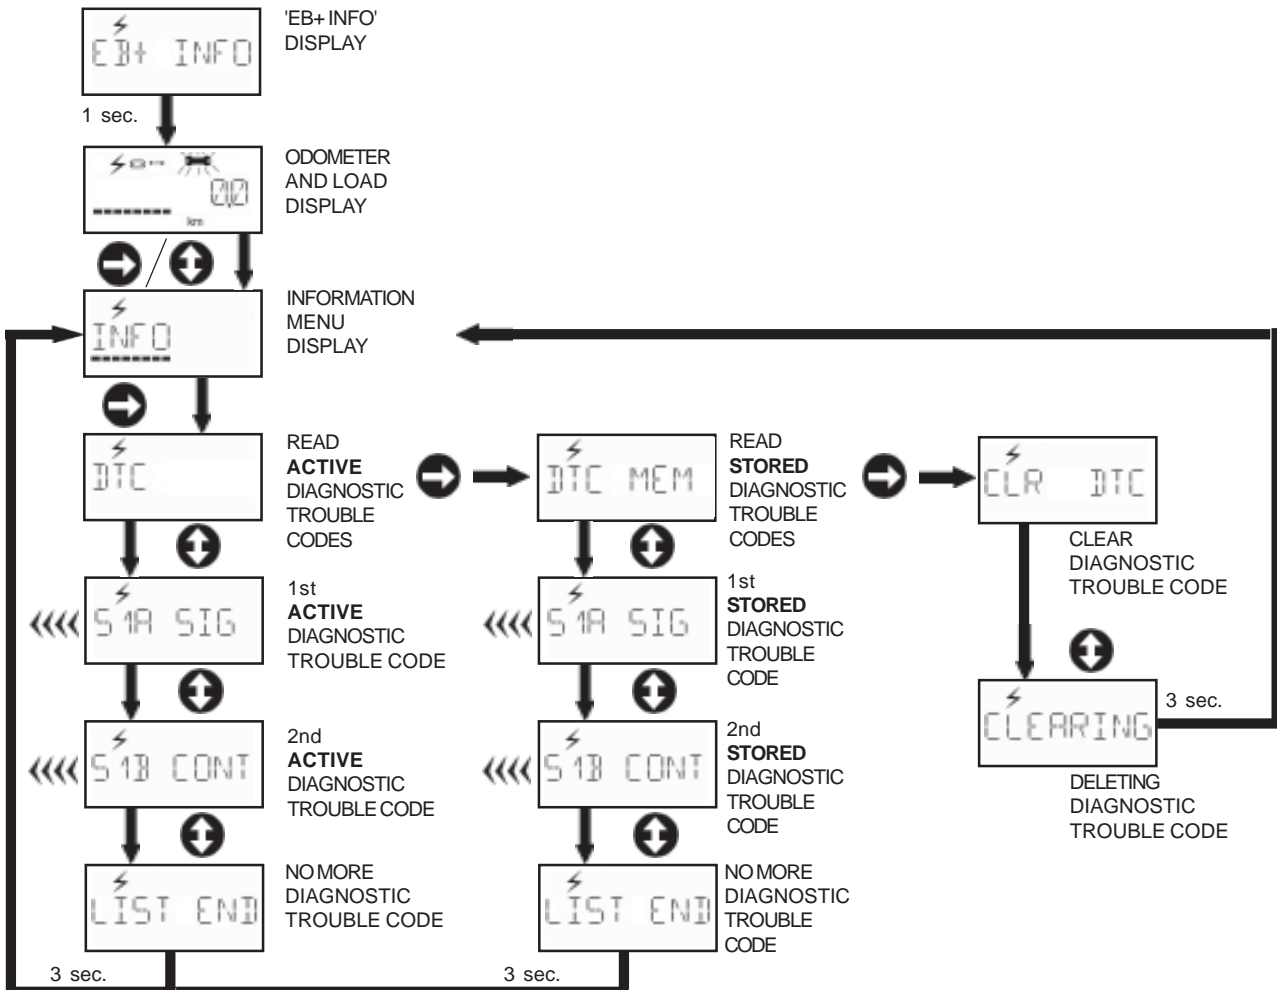 EB+ INFO
'EB+ INFO'
DISPLAY
1 sec.
0,0
km
ODOMETER
AND LOAD
DISPLAY
/
INFO
INFORMATION
MENU
DISPLAY
DTC
READ
ACTIVE
DIAGNOSTIC
TROUBLE
CODES
DTC MEM
READ
STORED
DIAGNOSTIC
TROUBLE
CODES
CLR DTC
CLEAR
DIAGNOSTIC
TROUBLE CODE
S1A SIG
1st
ACTIVE
DIAGNOSTIC
TROUBLE CODE
S1A SIG
1st
STORED
DIAGNOSTIC
TROUBLE
CODE
CLEARING
3 sec.
DELETING
DIAGNOSTIC
TROUBLE CODE
S1B CONT
2nd
ACTIVE
DIAGNOSTIC
TROUBLE CODE
S1B CONT
2nd
STORED
DIAGNOSTIC
TROUBLE
CODE
LIST END
NO MORE
DIAGNOSTIC
TROUBLE CODE
LIST END
NO MORE
DIAGNOSTIC
TROUBLE
CODE
3 sec.
3 sec.